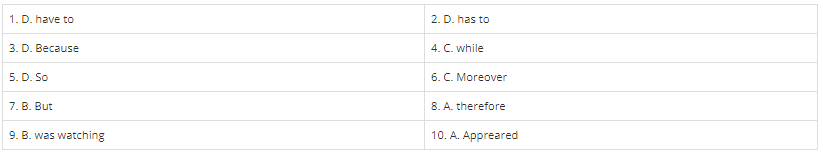 1. D. have to
2. D. has to
3. D. Because
4. C. while
5. D. So
6. C. Moreover
7. B. But
8. A. therefore
9. B. was watching
10. A. Appreared